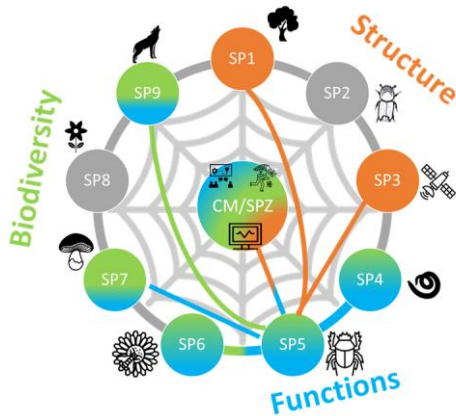 Structure
SP1
SP9
SP2
Biodiversity
SP8
SP3
CM/SPZ
SP7
SP4
SP6
SP5
Functions